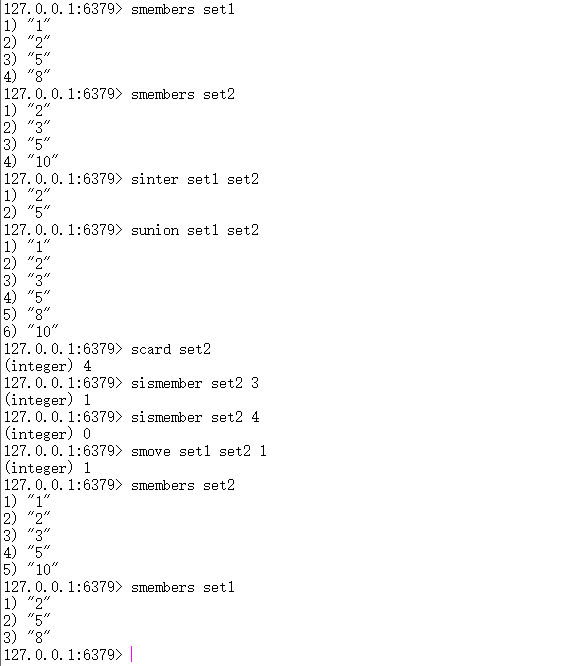 127.0.0.1:6379> smembers set1
1) "1"
2) "2"
3) "5"
4) "8"
127.0.0.1:6379> smembers set2
1) "2"
2) "3"
3) "5"
4) "10"
127.0.0.1:6379> sinter set1 set2
1) "2"
2) "5"
127.0.0.1:6379> sunion set1 set2
1) "1"
2) "2"
3) "3"
4) "5"
5) "8"
6) "10"
127.0.0.1:6379> scard set2
(integer) 4
127.0.0.1:6379> sismember set2 3
(integer) 1
127.0.0.1:6379> sismember set2 4
(integer) 0
127.0.0.1:6379> smove set1 set2 1
(integer) 1
127.0.0.1:6379> smembers set2
1) "1"
2) "2"
3) "3"
4) "5"
5) "10"
127.0.0.1:6379> smembers set1
1) "2"
2) "5"
3) "8"
127.0.0.1:6379>